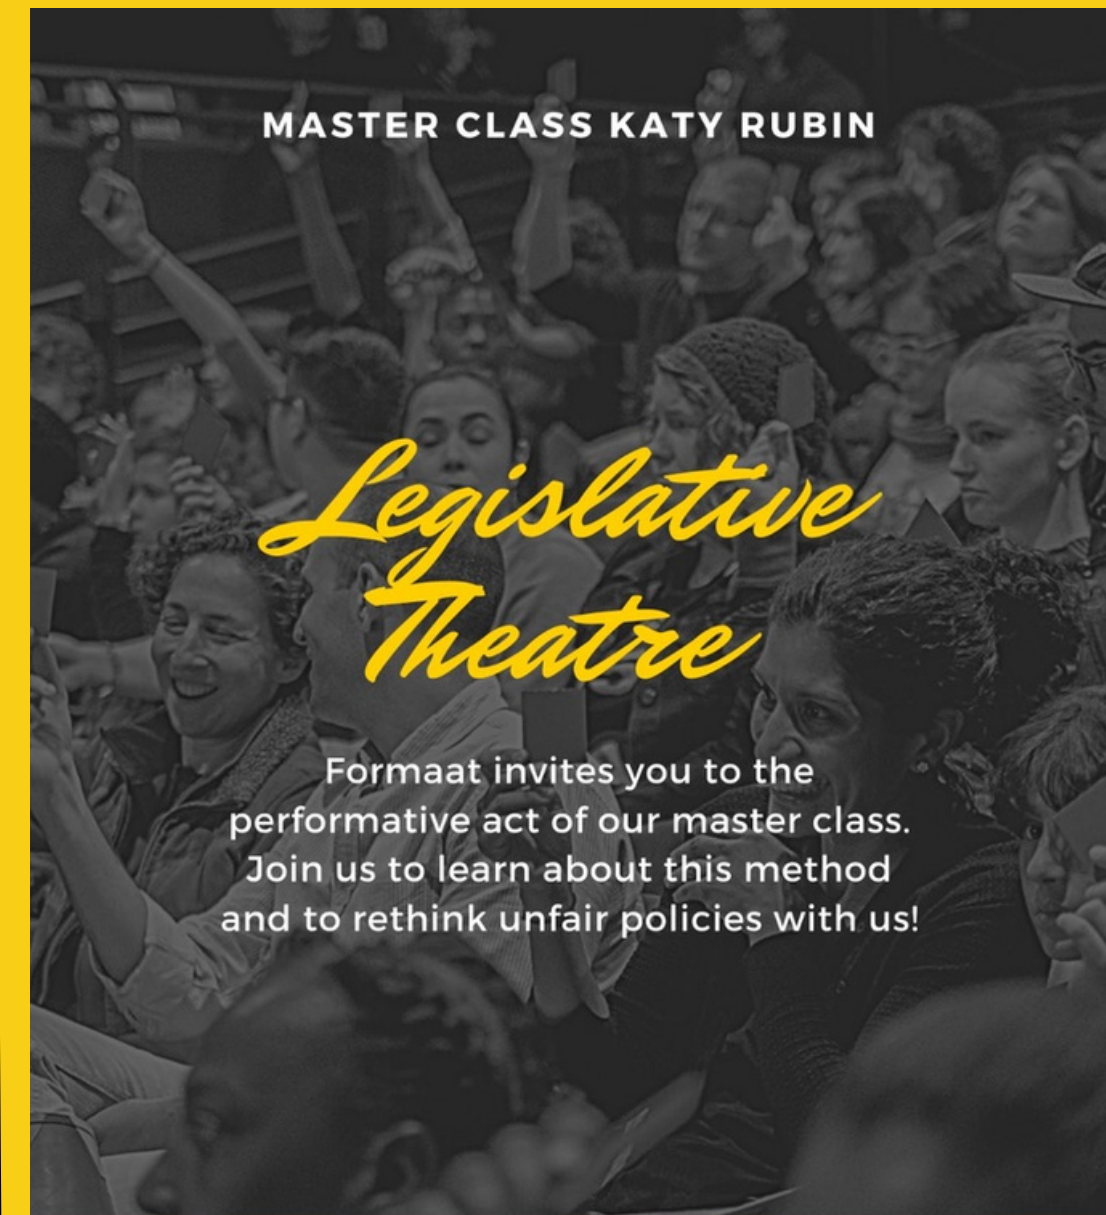 MASTER CLASS KATY RUBIN
Legislative
Theatre
Formaat invites you to the
performative act of our master class.
Join us to learn about this method
and to rethink unfair policies with us!